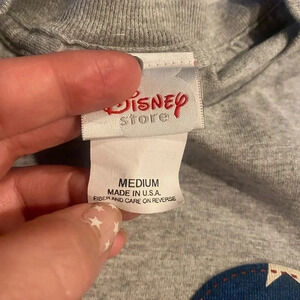 Disney
store
MEDIUM
MADE IN U.S.A.
FIBER AND CARE ON REVERSE